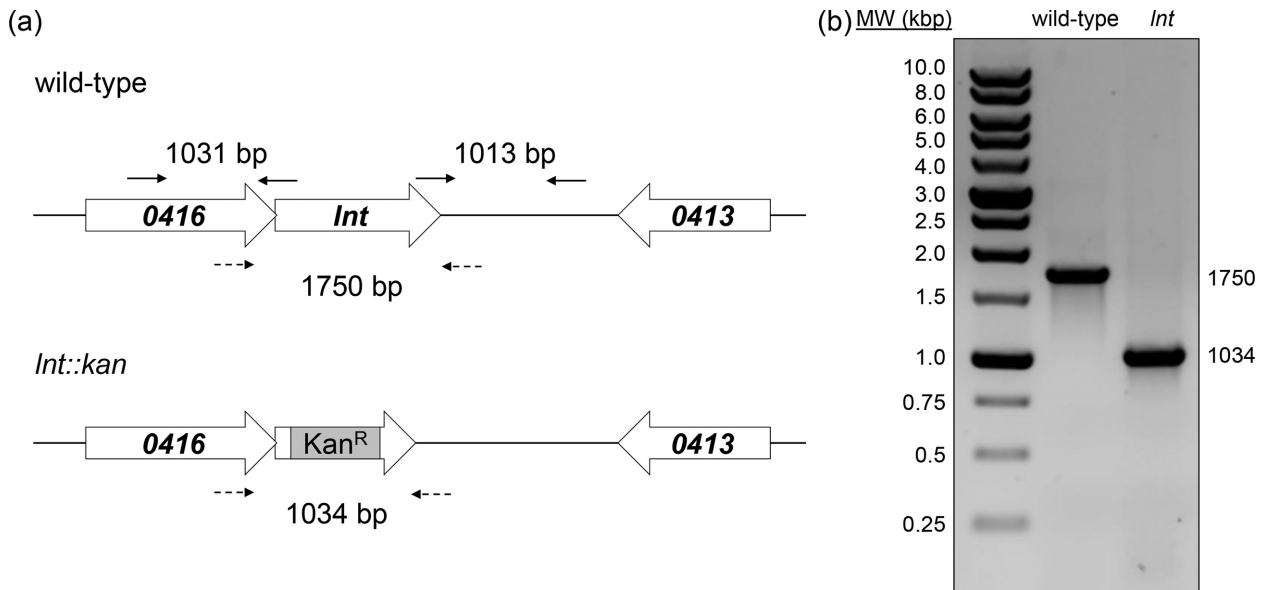 (a)
wild-type
1031 bp
1013 bp
0416
Int
0413
1750 bp
Int::kan
0416
KanR
0413
1034 bp
(b) MW (kbp) wild-type Int
10.0
8.0
6.0
5.0
4.0
3.0
2.5
2.0
1750
1.5
1.0
1034
0.75
0.5
0.25